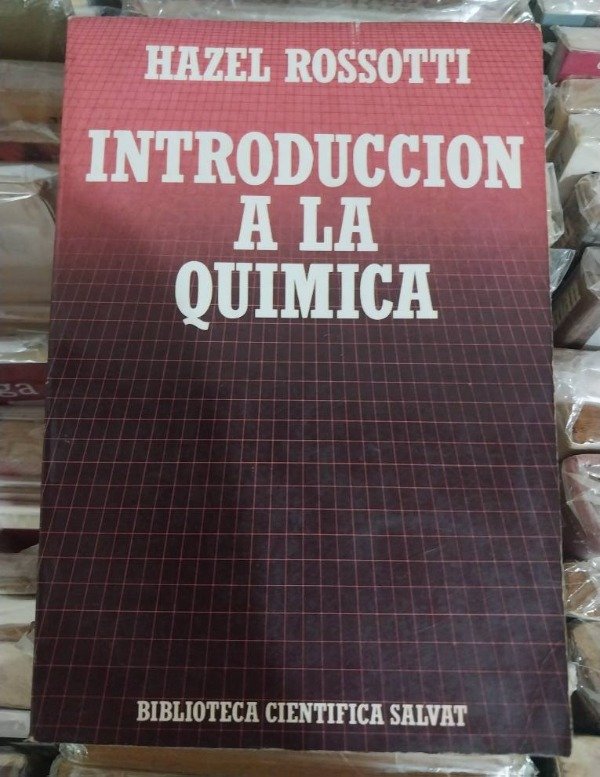 HAZEL ROSSOTTI
INTRODUCCION
A LA
QUIMICA
BIBLIOTECA CIENTIFICA SALVAT